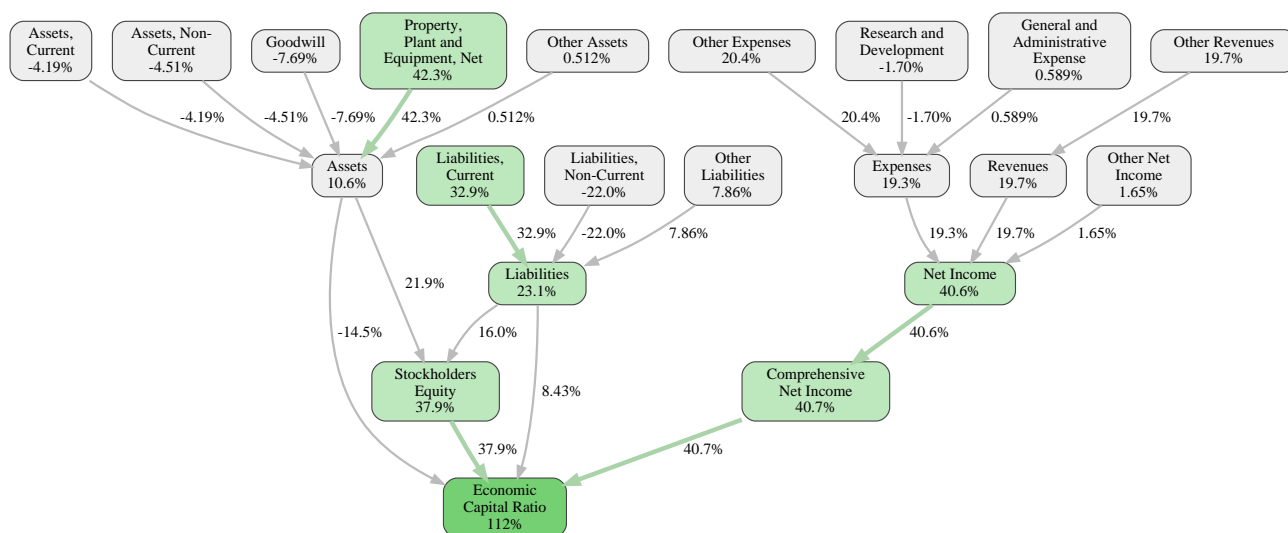 Assets,
Current
-4.19%
Assets, Non-
Current
-4.51%
Goodwill
-7.69%
Property,
Plant and
Equipment, Net
42.3%
Other Assets
0.512%
Other Expenses
20.4%
Research and
Development
-1.70%
General and
Administrative
Expense
0.589%
Other Revenues
19.7%
-4.19%
-4.51%
-7.69%
42.3%
0.512%
20.4%
-1.70%
0.589%
19.7%
Assets
10.6%
Liabilities,
Current
32.9%
Liabilities,
Non-Current
-22.0%
Other
Liabilities
7.86%
Expenses
19.3%
Revenues
19.7%
Other Net
Income
1.65%
32.9%
-22.0%
7.86%
19.3%
19.7%
1.65%
Liabilities
23.1%
Net Income
40.6%
21.9%
-14.5%
16.0%
8.43%
40.6%
Stockholders
Equity
37.9%
Comprehensive
Net Income
40.7%
37.9%
40.7%
Economic
Capital Ratio
112%